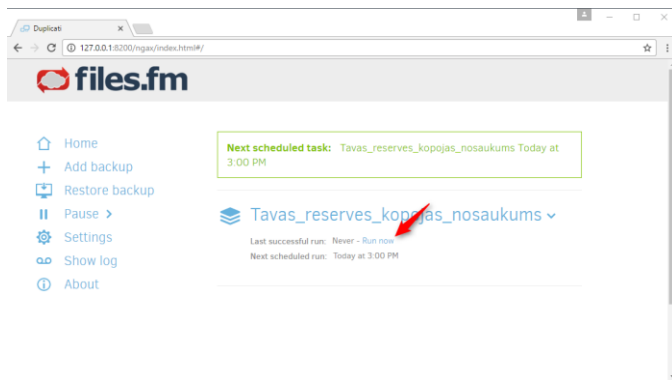 Duplicati
127.0.0.1:8200/ngax/index.html#/
files.fm
Home
Add backup
Restore backup
Pause >
Settings
Show log
About
Next scheduled task: Tavas_reserves_kopojas_nosaukums Today at
3:00 PM
Tavas_reserves_kopojas_nosaukums
Last successful run: Never - Run now
Next scheduled run: Today at 3:00 PM